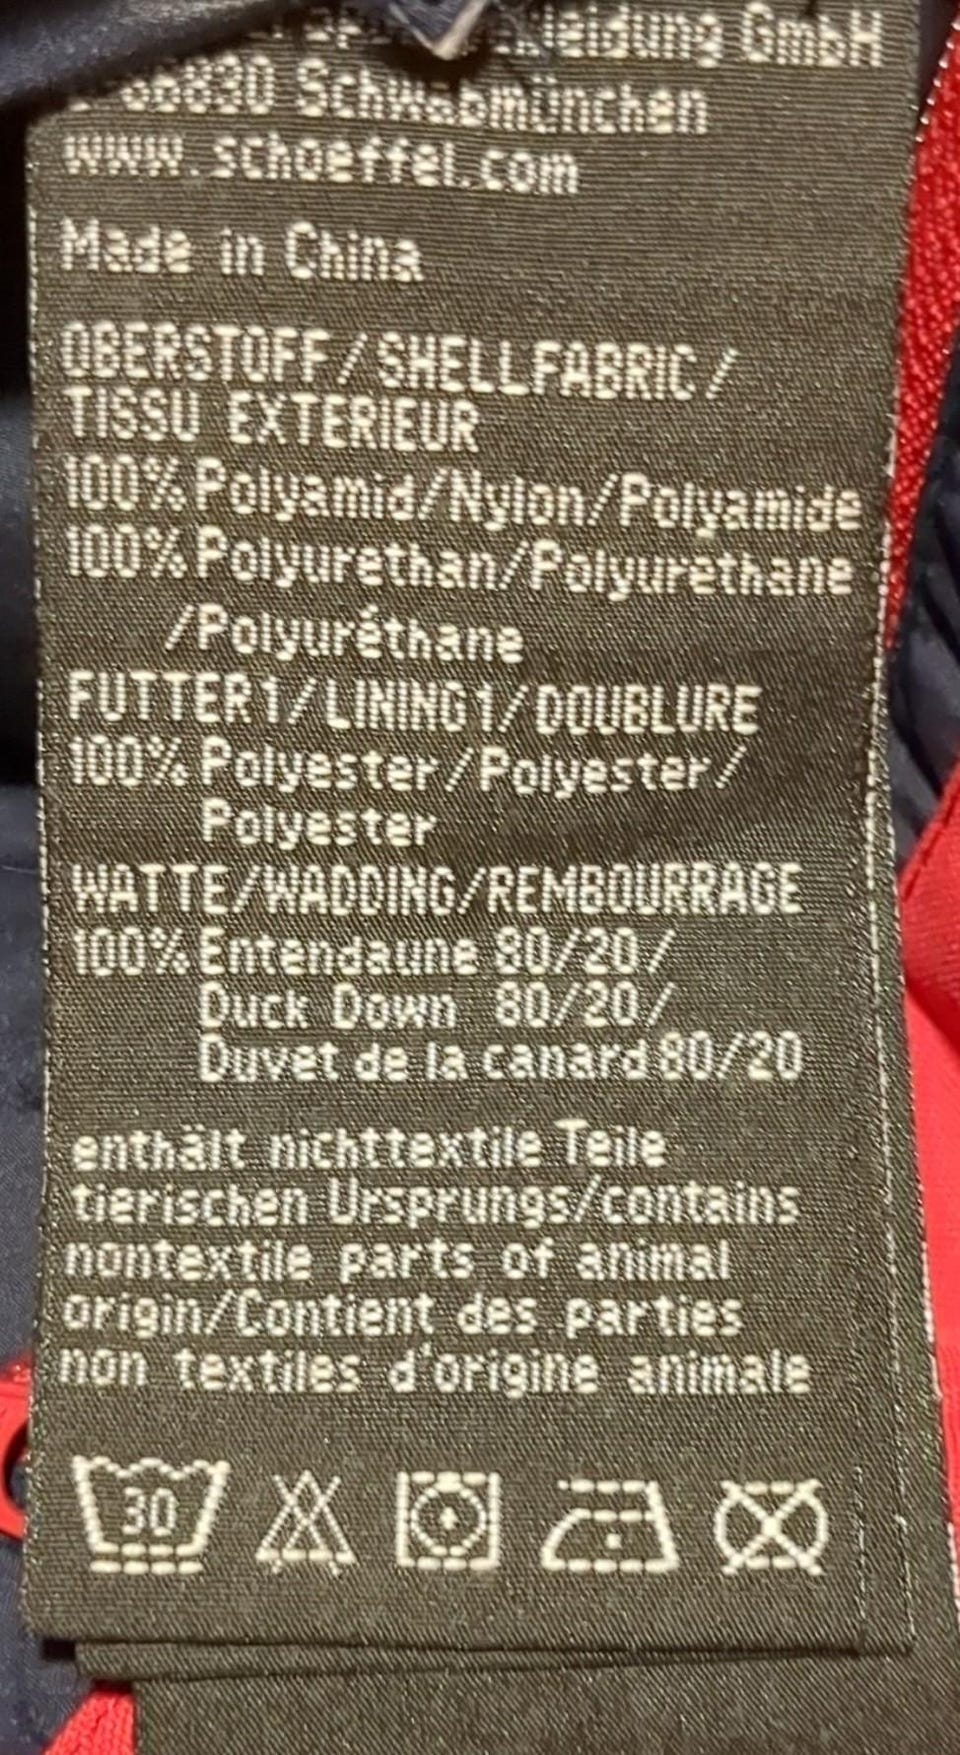 GmbH
Schwabmünchen
www.schoeffel.com
Made in China
OBERSTOFF/SHELLFABRIC/
TISSU EXTERIEUR
100% Polyamid/Nylon/Polyamide
100% Polyurethan/Polyurethane
/Polyuréthane
FUTTER1/LINING1/DOUBLURE
100% Polyester/Polyester/
Polyester
WATTE/WADDING/REMBOURRAGE
100% Entendaune 80/20/
Duck Down 80/20/
Duvet de la canard 80/20
enthält nichttextile Teile
tierischen Ursprungs/contains
nontextile parts of animal
origin/Contient des parties
non textiles d'origine animale
30